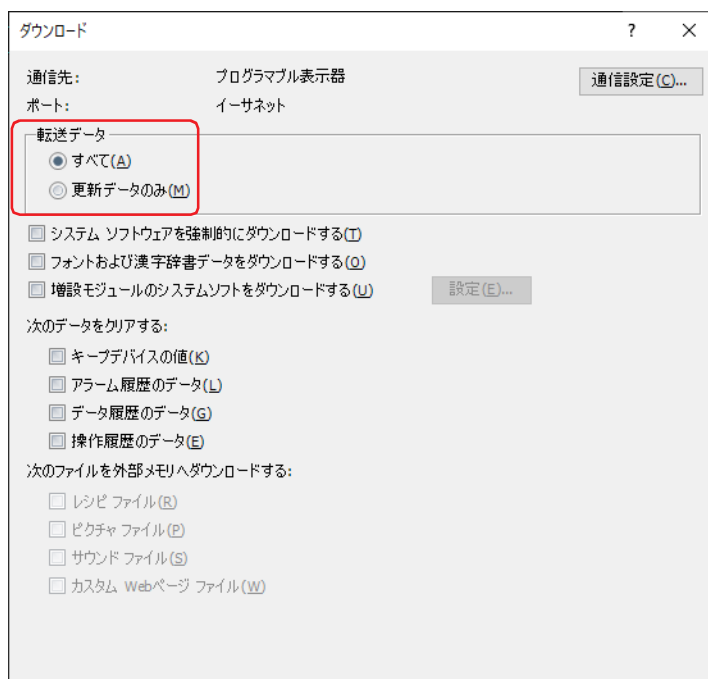 ダウンロード ? ×
通信先: プログラマブル表示器 通信設定(C)...
ポート: イーサネット
転送データ
すべて(A)
更新データのみ(M)
システム ソフトウェアを強制的にダウンロードする(T)
フォントおよび漢字辞書データをダウンロードする(O)
増設モジュールのシステムソフトをダウンロードする(U) 設定(E)...
次のデータをクリアする:
キープデバイスの値(K)
アラーム履歴のデータ(L)
データ履歴のデータ(G)
操作履歴のデータ(E)
次のファイルを外部メモリへダウンロードする:
レシピ ファイル(R)
ピクチャ ファイル(P)
サウンド ファイル(S)
カスタム Webページ ファイル(W)